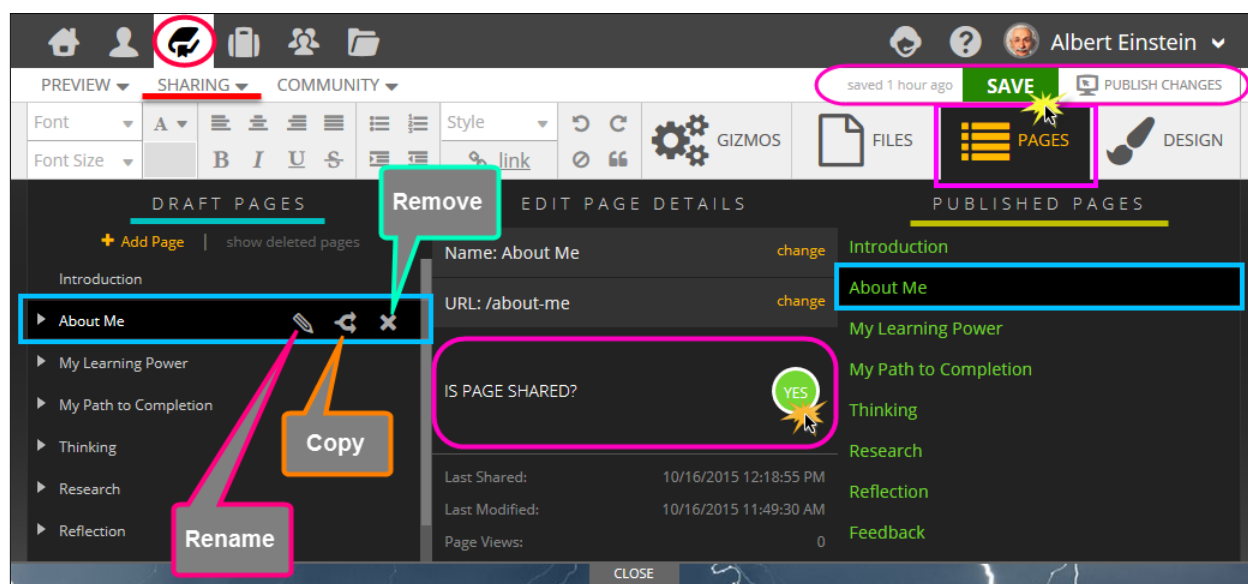 Albert Einstein
PREVIEW SHARING COMMUNITY saved 1 hour ago SAVE PUBLISH CHANGES
Font A Style
Font Size B I U S link
GIZMOS FILES PAGES DESIGN
DRAFT PAGES
+ Add Page | show deleted pages
Introduction
About Me
My Learning Power
My Path to Completion
Thinking
Research
Reflection
Remove
Copy
Rename
EDIT PAGE DETAILS
Name: About Me change
URL: /about-me change
IS PAGE SHARED? YES
Last Shared: 10/16/2015 12:18:55 PM
Last Modified: 10/16/2015 11:49:30 AM
Page Views: 0
PUBLISHED PAGES
Introduction
About Me
My Learning Power
My Path to Completion
Thinking
Research
Reflection
Feedback
CLOSE